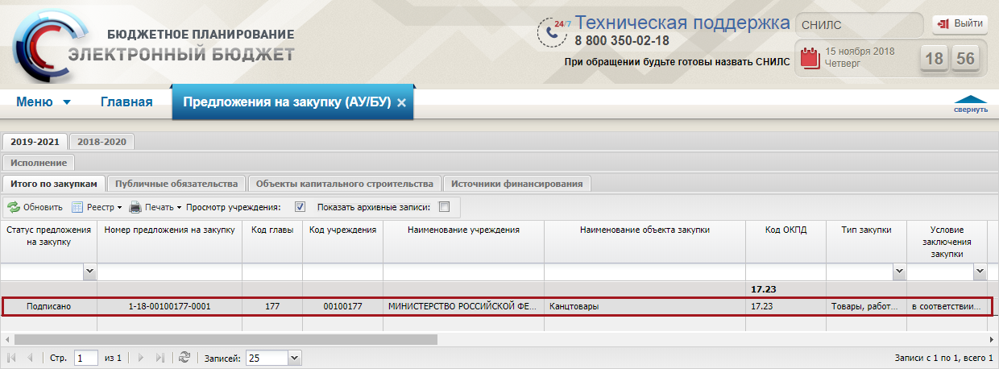 БЮДЖЕТНОЕ ПЛАНИРОВАНИЕ
ЭЛЕКТРОННЫЙ БЮДЖЕТ
24/7 Техническая поддержка
8 800 350-02-18
При обращении будьте готовы назвать СНИЛС
СНИЛС
Выйти
15 ноября 2018
Четверг
18 56
Меню Главная Предложения на закупку (АУ/БУ)
свернуть
2019-2021 2018-2020
Исполнение
Итого по закупкам Публичные обязательства Объекты капитального строительства Источники финансирования
Обновить Реестр Печать Просмотр учреждения: Показать архивные записи:
Статус предложения на закупку Номер предложения на закупку Код главы Код учреждения Наименование учреждения Наименование объекта закупки Код ОКПД Тип закупки Условие заключения закупки
17.23
Подписано 1-18-00100177-0001 177 00100177 МИНИСТЕРСТВО РОССИЙСКОЙ ФЕ... Канцтовары 17.23 Товары, работ... в соответствии...
Стр. 1 из 1 Записей: 25 Записи с 1 по 1, всего 1